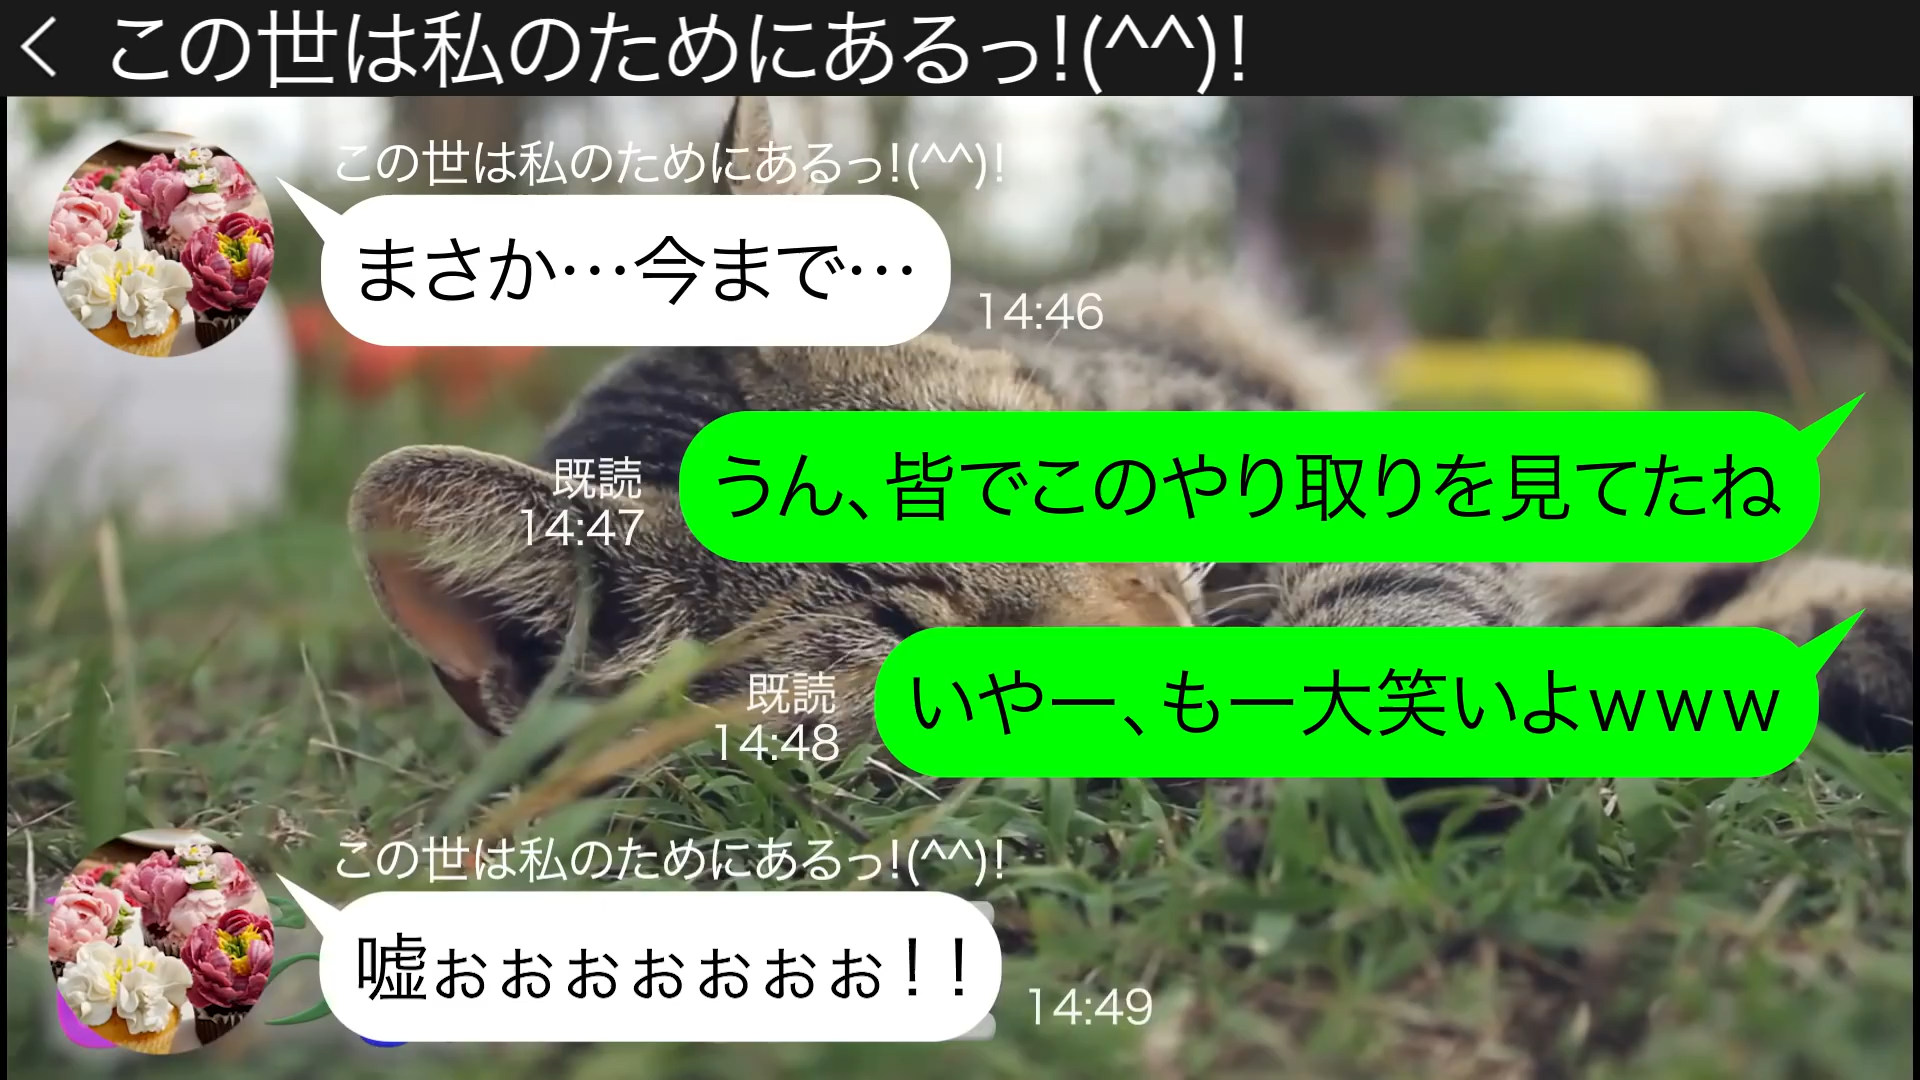 この世は私のためにあるっ!(^^)!
この世は私のためにあるっ!(^^)!
まさか…今まで…
14:46
うん、皆でこのやり取りを見てたね
既読
14:47
いやー、もー大笑いよｗｗｗ
既読
14:48
この世は私のためにあるっ!(^^)!
嘘ぉぉぉぉぉぉぉ！！
14:49